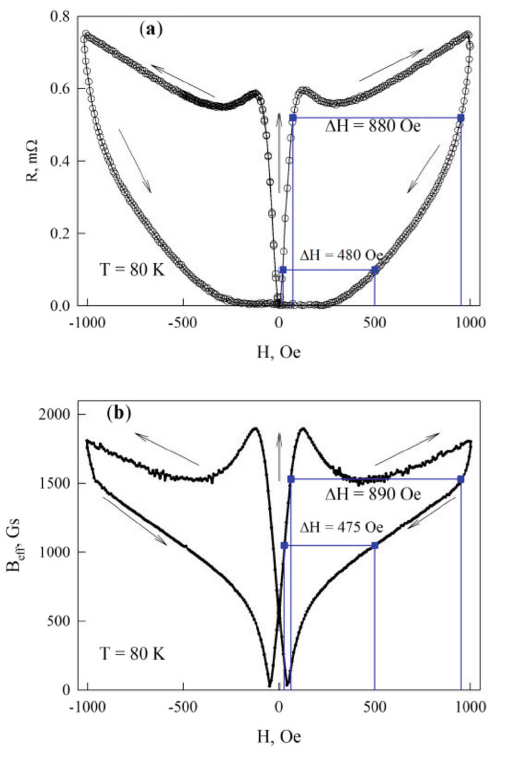 (a)
0.8
0.6
0.4
0.2
0.0
R, mΩ
ΔH = 880 Oe
ΔH = 480 Oe
T = 80 K
-1000 -500 0 500 1000
H, Oe
(b)
2000
1500
1000
500
0
B_eff, Gs
ΔH = 890 Oe
ΔH = 475 Oe
T = 80 K
-1000 -500 0 500 1000
H, Oe